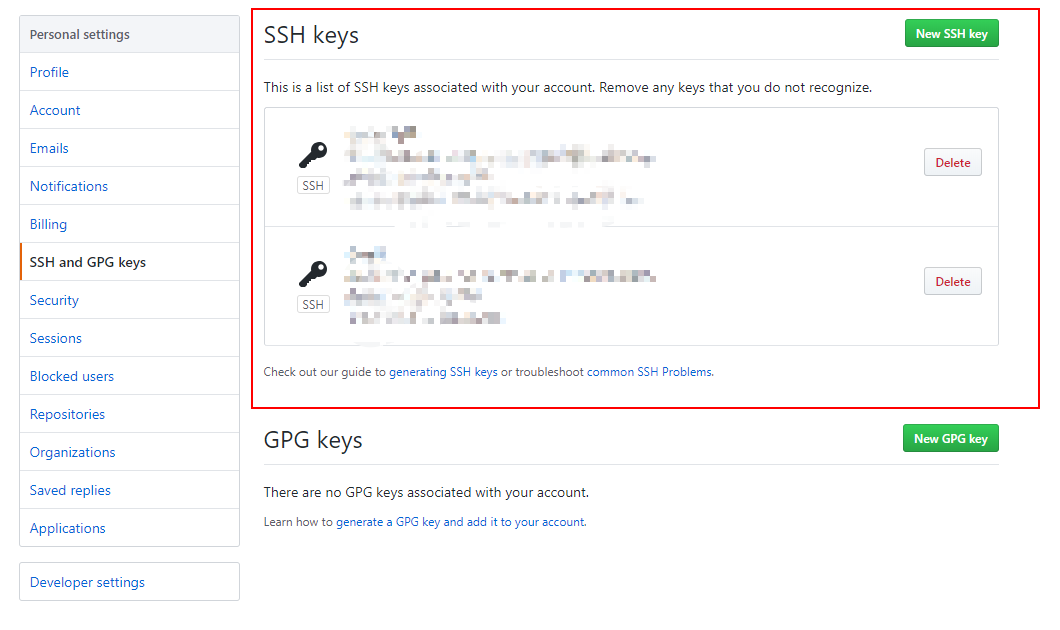 Personal settings
Profile
Account
Emails
Notifications
Billing
SSH and GPG keys
Security
Sessions
Blocked users
Repositories
Organizations
Saved replies
Applications
Developer settings
SSH keys
New SSH key
This is a list of SSH keys associated with your account. Remove any keys that you do not recognize.
SSH
Delete
SSH
Delete
Check out our guide to generating SSH keys or troubleshoot common SSH Problems.
GPG keys
New GPG key
There are no GPG keys associated with your account.
Learn how to generate a GPG key and add it to your account.